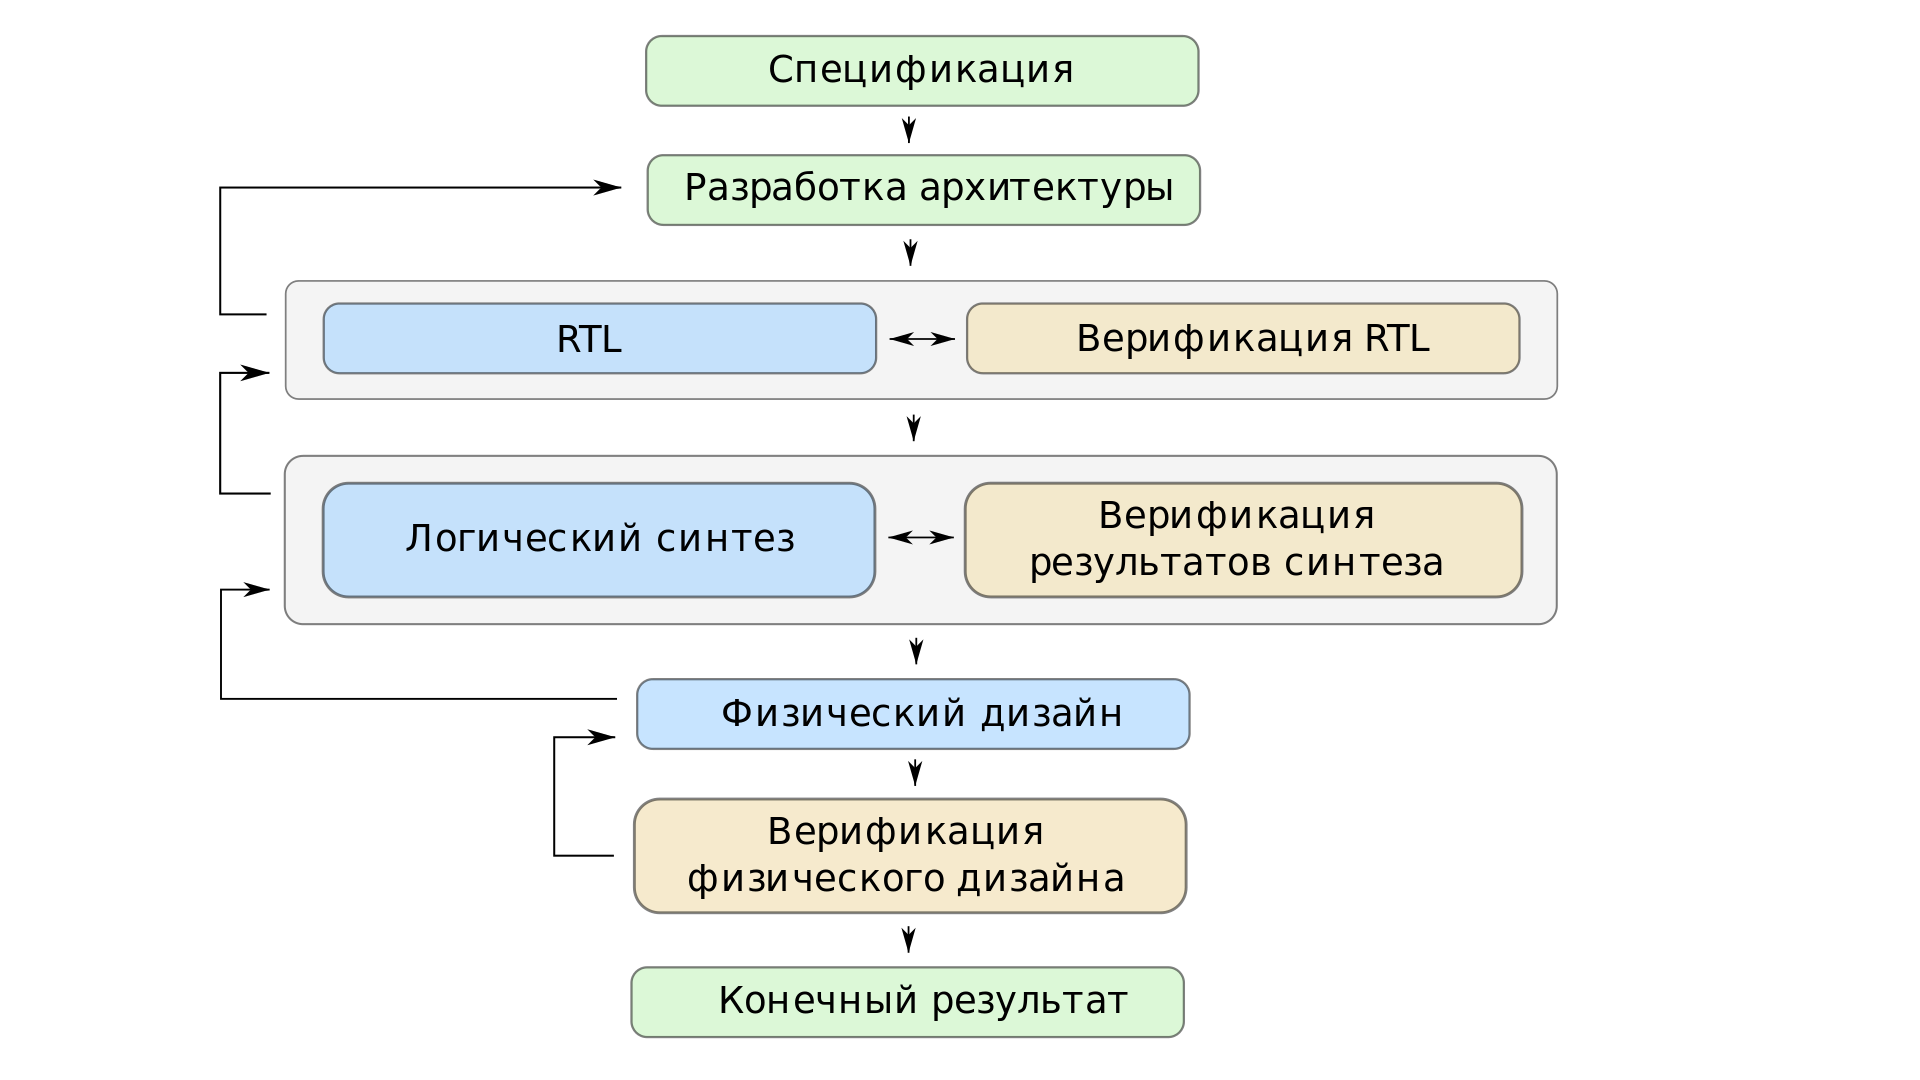 Спецификация
Разработка архитектуры
RTL
Верификация RTL
Логический синтез
Верификация
результатов синтеза
Физический дизайн
Верификация
физического дизайна
Конечный результат